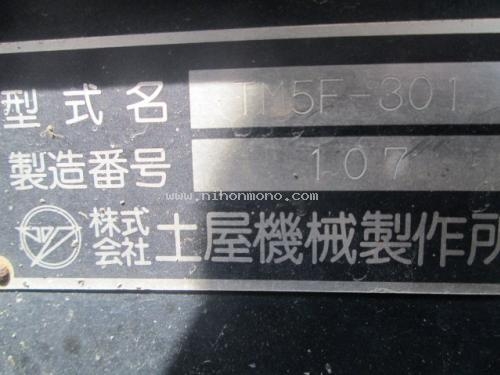 型式名 TM5F-301
製造番号 107
www.nihonmono.com
株式会社 土屋機械製作所